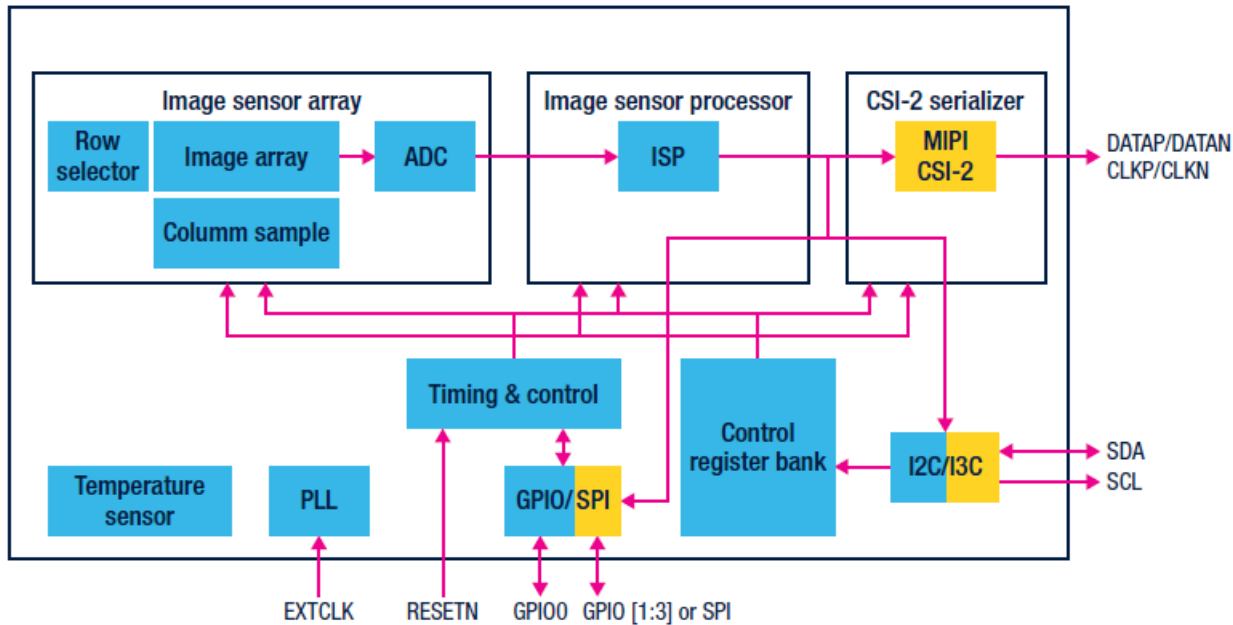 Image sensor array
Image sensor processor
CSI-2 serializer
Row
selector
Image array
ADC
ISP
MIPI
CSI-2
DATAP/DATAN
CLKP/CLKN
Columm sample
Timing & control
Control
register bank
I2C/I3C
SDA
SCL
Temperature
sensor
PLL
GPIO/SPI
EXTCLK
RESETN
GPIO0
GPIO [1:3] or SPI